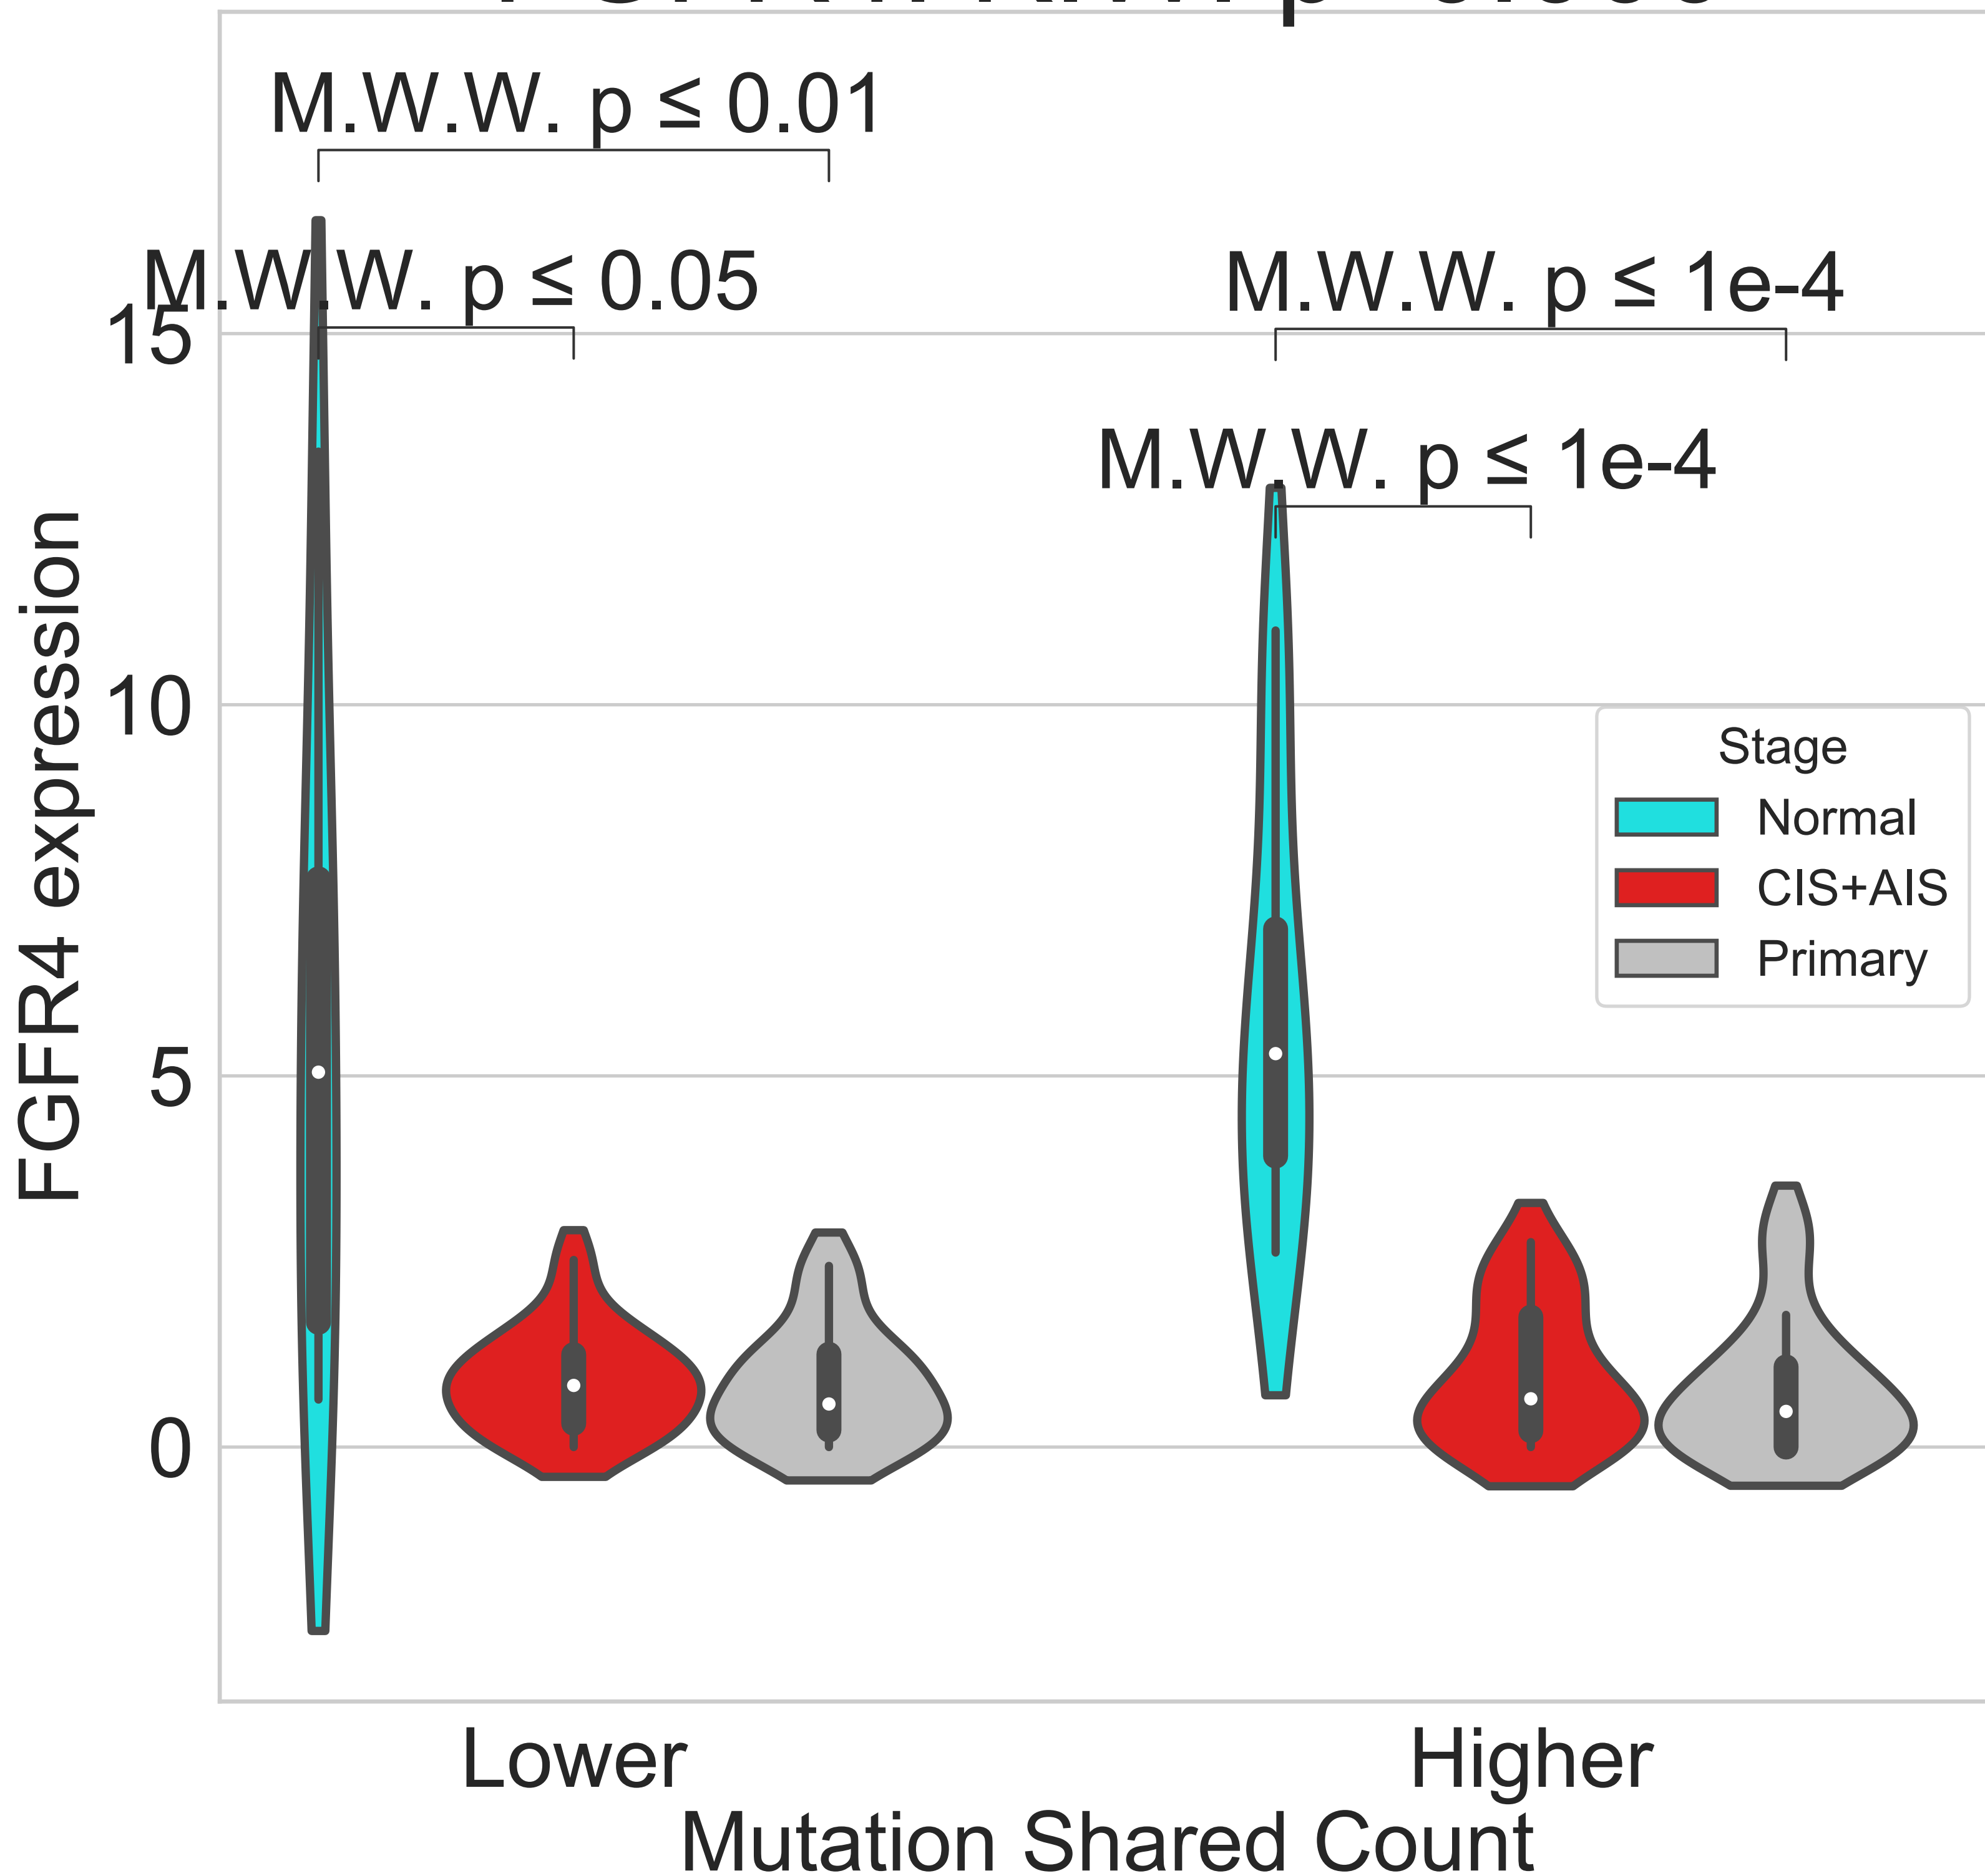 M.W.W. p ≤ 0.01
M.W.W. p ≤ 0.05
M.W.W. p ≤ 1e-4
M.W.W. p ≤ 1e-4
15
10
5
0
FGFR4 expression
Stage
Normal
CIS+AIS
Primary
Lower
Higher
Mutation Shared Count